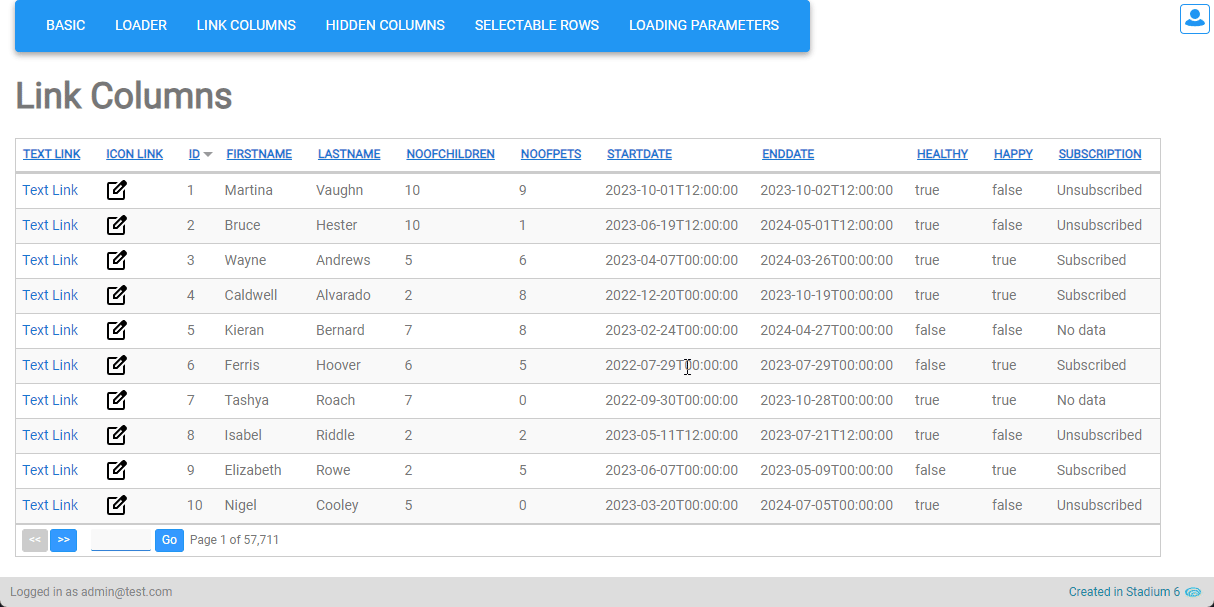 BASIC LOADER LINK COLUMNS HIDDEN COLUMNS SELECTABLE ROWS LOADING PARAMETERS
Link Columns
TEXT LINK ICON LINK ID FIRSTNAME LASTNAME NOOFCHILDREN NOOFPETS STARTDATE ENDDATE HEALTHY HAPPY SUBSCRIPTION
Text Link 1 Martina Vaughn 10 9 2023-10-01T12:00:00 2023-10-02T12:00:00 true false Unsubscribed
Text Link 2 Bruce Hester 10 1 2023-06-19T12:00:00 2024-05-01T12:00:00 true false Unsubscribed
Text Link 3 Wayne Andrews 5 6 2023-04-07T00:00:00 2024-03-26T00:00:00 true true Subscribed
Text Link 4 Caldwell Alvarado 2 8 2022-12-20T00:00:00 2023-10-19T00:00:00 true true Subscribed
Text Link 5 Kieran Bernard 7 8 2023-02-24T00:00:00 2024-04-27T00:00:00 false false No data
Text Link 6 Ferris Hoover 6 5 2022-07-29T00:00:00 2023-07-29T00:00:00 false true Subscribed
Text Link 7 Tashya Roach 7 0 2022-09-30T00:00:00 2023-10-28T00:00:00 true true No data
Text Link 8 Isabel Riddle 2 2 2023-05-11T12:00:00 2023-07-21T12:00:00 true false Unsubscribed
Text Link 9 Elizabeth Rowe 2 5 2023-06-07T00:00:00 2023-05-09T00:00:00 false true Subscribed
Text Link 10 Nigel Cooley 5 0 2023-03-20T00:00:00 2024-07-05T00:00:00 true false Unsubscribed
<< >> Go Page 1 of 57,711
Logged in as admin@test.com Created in Stadium 6